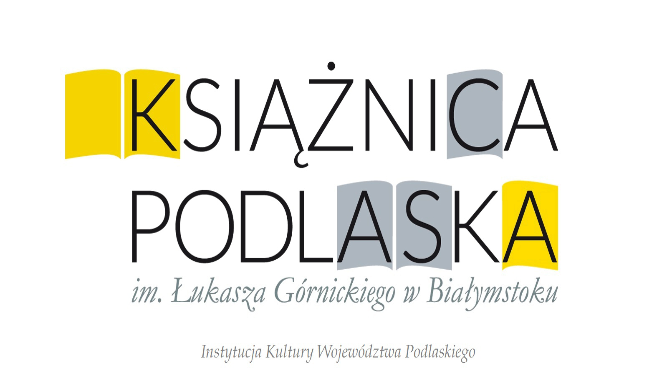 KSIĄŻNICA
PODLASKA
im. Łukasza Górnickiego w Białymstoku
Instytucja Kultury Województwa Podlaskiego